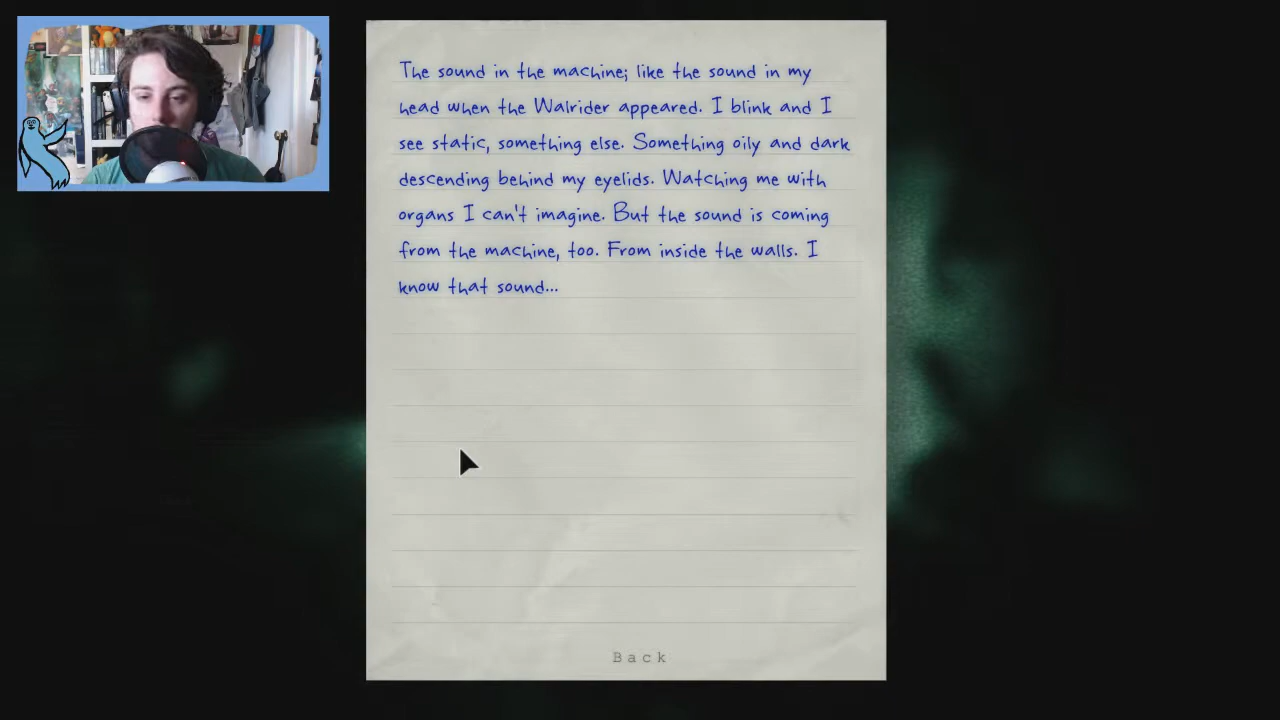 The sound in the machine; like the sound in my
head when the Walrider appeared. I blink and I
see static, something else. Something oily and dark
descending behind my eyelids. Watching me with
organs I can't imagine. But the sound is coming
from the machine, too. From inside the walls. I
know that sound...
Back